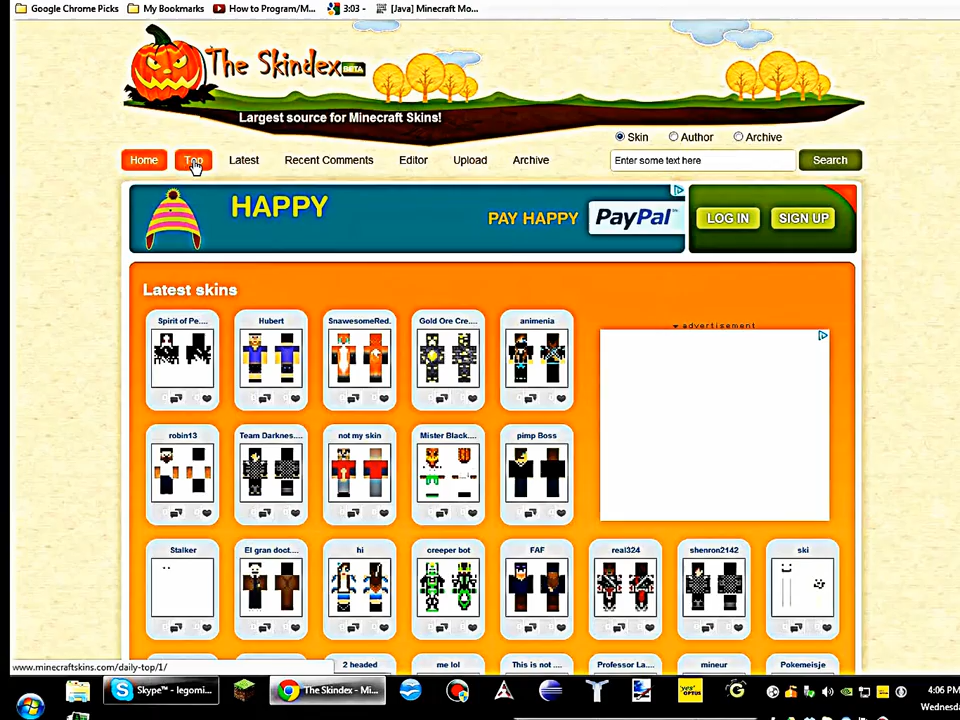 Google Chrome Picks My Bookmarks How to Program/M... 3:03 - [Java] Minecraft Mo...
The Skindex BETA
Largest source for Minecraft Skins!
Skin Author Archive
Home Top Latest Recent Comments Editor Upload Archive Enter some text here Search
HAPPY
PAY HAPPY PayPal LOG IN SIGN UP
Latest skins
Spirit of Pe.... Hubert SnawesomeRed. Gold Ore Cre.... animenia
advertisement
robin13 Team Darknes.... not my skin Mister Black.... pimp Boss
Stalker El gran doct.... hi creeper bot FAF real324 shenron2142 ski
www.minecraftskins.com/daily-top/1/
2 headed me lol This is not .... Professor La.... mineur Pokemeisje
Skype™ - legomi... The Skindex - Mi... yes OPTUS 4:06 PM
Wednesda